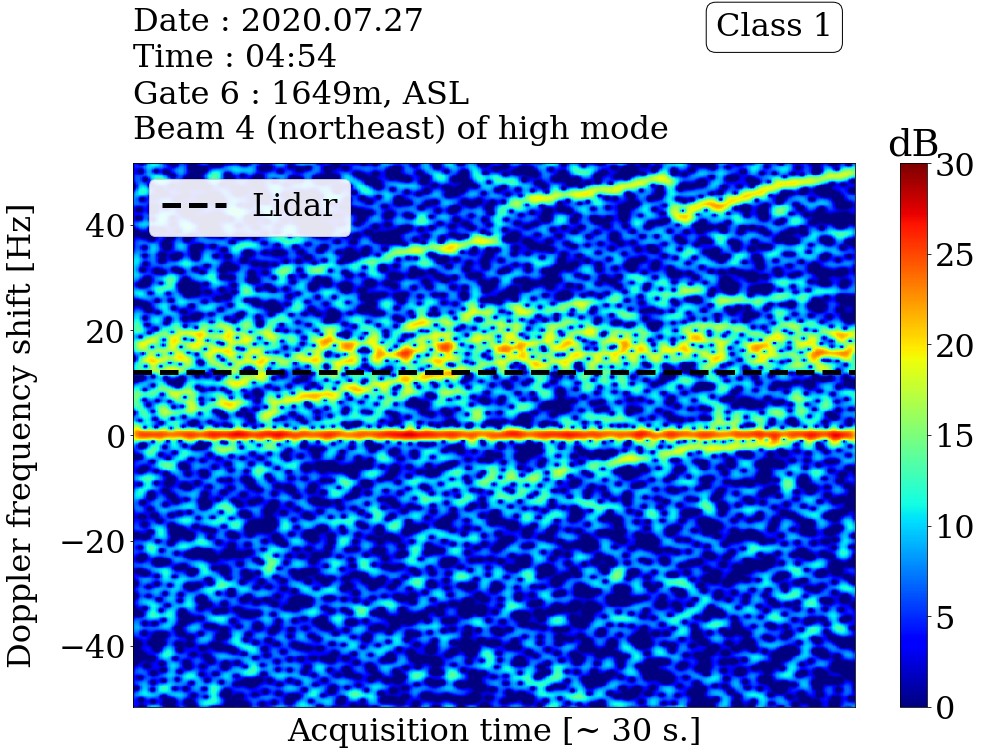 Date : 2020.07.27
Time : 04:54
Gate 6 : 1649m, ASL
Beam 4 (northeast) of high mode
Class 1
dB
Lidar
Doppler frequency shift [Hz]
40
20
0
−20
−40
Acquisition time [~ 30 s.]
30
25
20
15
10
5
0